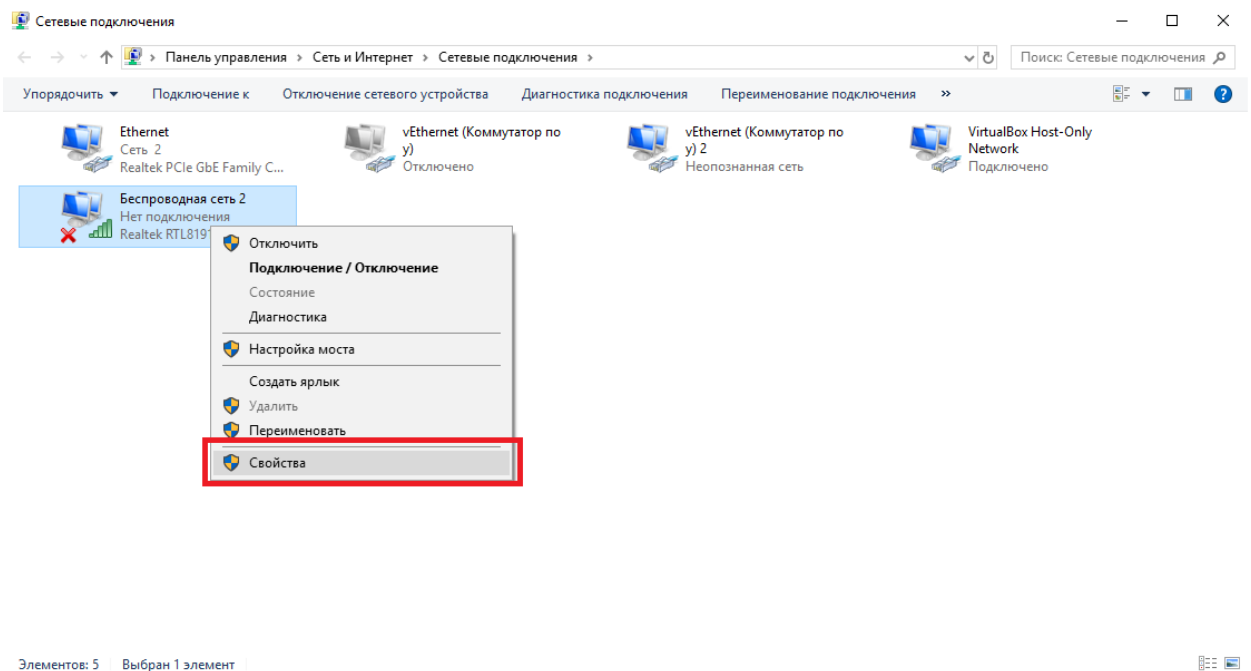 Сетевые подключения
Панель управления › Сеть и Интернет › Сетевые подключения ›
Поиск: Сетевые подключения
Упорядочить Подключение к Отключение сетевого устройства Диагностика подключения Переименование подключения »
Ethernet
Сеть 2
Realtek PCIe GbE Family C...
vEthernet (Коммутатор по
у)
Отключено
vEthernet (Коммутатор по
у) 2
Неопознанная сеть
VirtualBox Host-Only
Network
Подключено
Беспроводная сеть 2
Нет подключения
Realtek RTL819
Отключить
Подключение / Отключение
Состояние
Диагностика
Настройка моста
Создать ярлык
Удалить
Переименовать
Свойства
Элементов: 5 Выбран 1 элемент